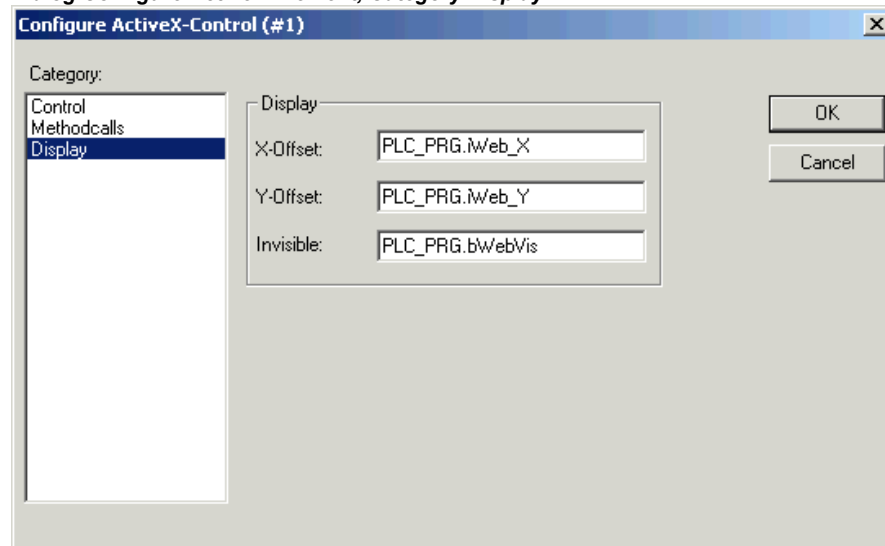 Configure ActiveX-Control (#1)
Category:
Control
Methodcalls
Display
Display
X-Offset: PLC_PRG.iWeb_X
Y-Offset: PLC_PRG.iWeb_Y
Invisible: PLC_PRG.bWebVis
OK
Cancel